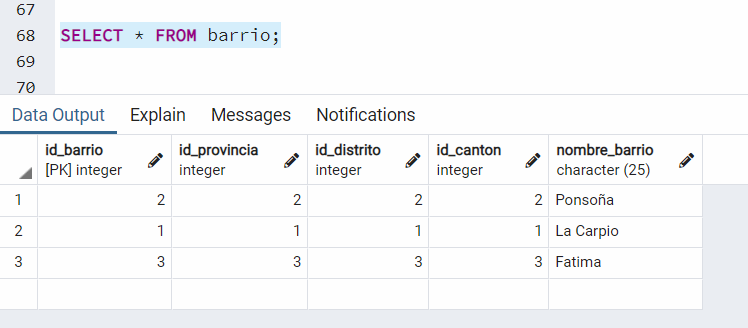 67
68 SELECT * FROM barrio;
69
70
Data Output Explain Messages Notifications
id_barrio id_provincia id_distrito id_canton nombre_barrio
[PK] integer integer integer integer character (25)
1 2 2 2 2 Ponsoña
2 1 1 1 1 La Carpio
3 3 3 3 3 Fatima